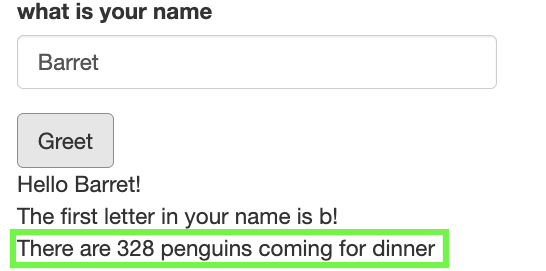 what is your name
Barret
Greet
Hello Barret!
The first letter in your name is b!
There are 328 penguins coming for dinner